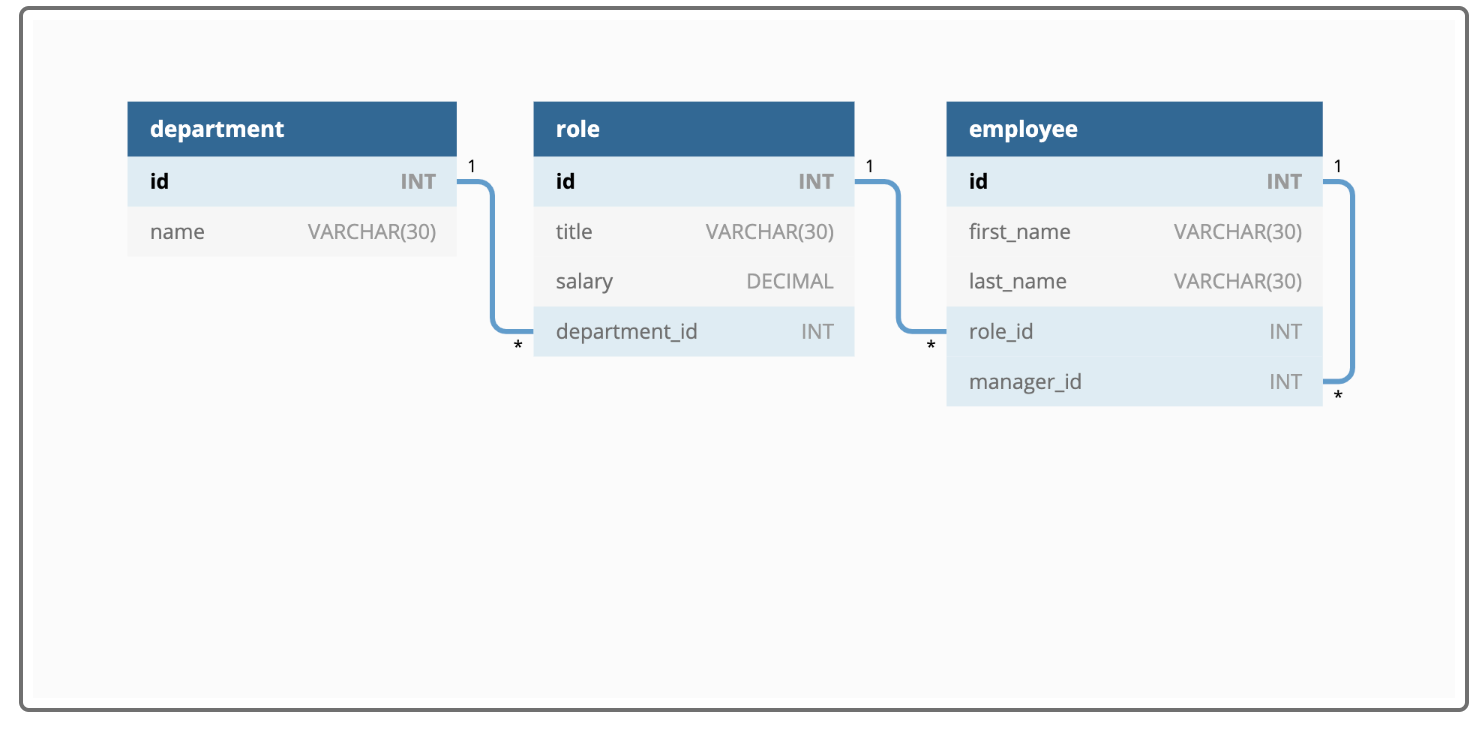 department
id INT
name VARCHAR(30)
1
*
role
id INT
title VARCHAR(30)
salary DECIMAL
department_id INT
1
*
employee
id INT
first_name VARCHAR(30)
last_name VARCHAR(30)
role_id INT
manager_id INT
1
*